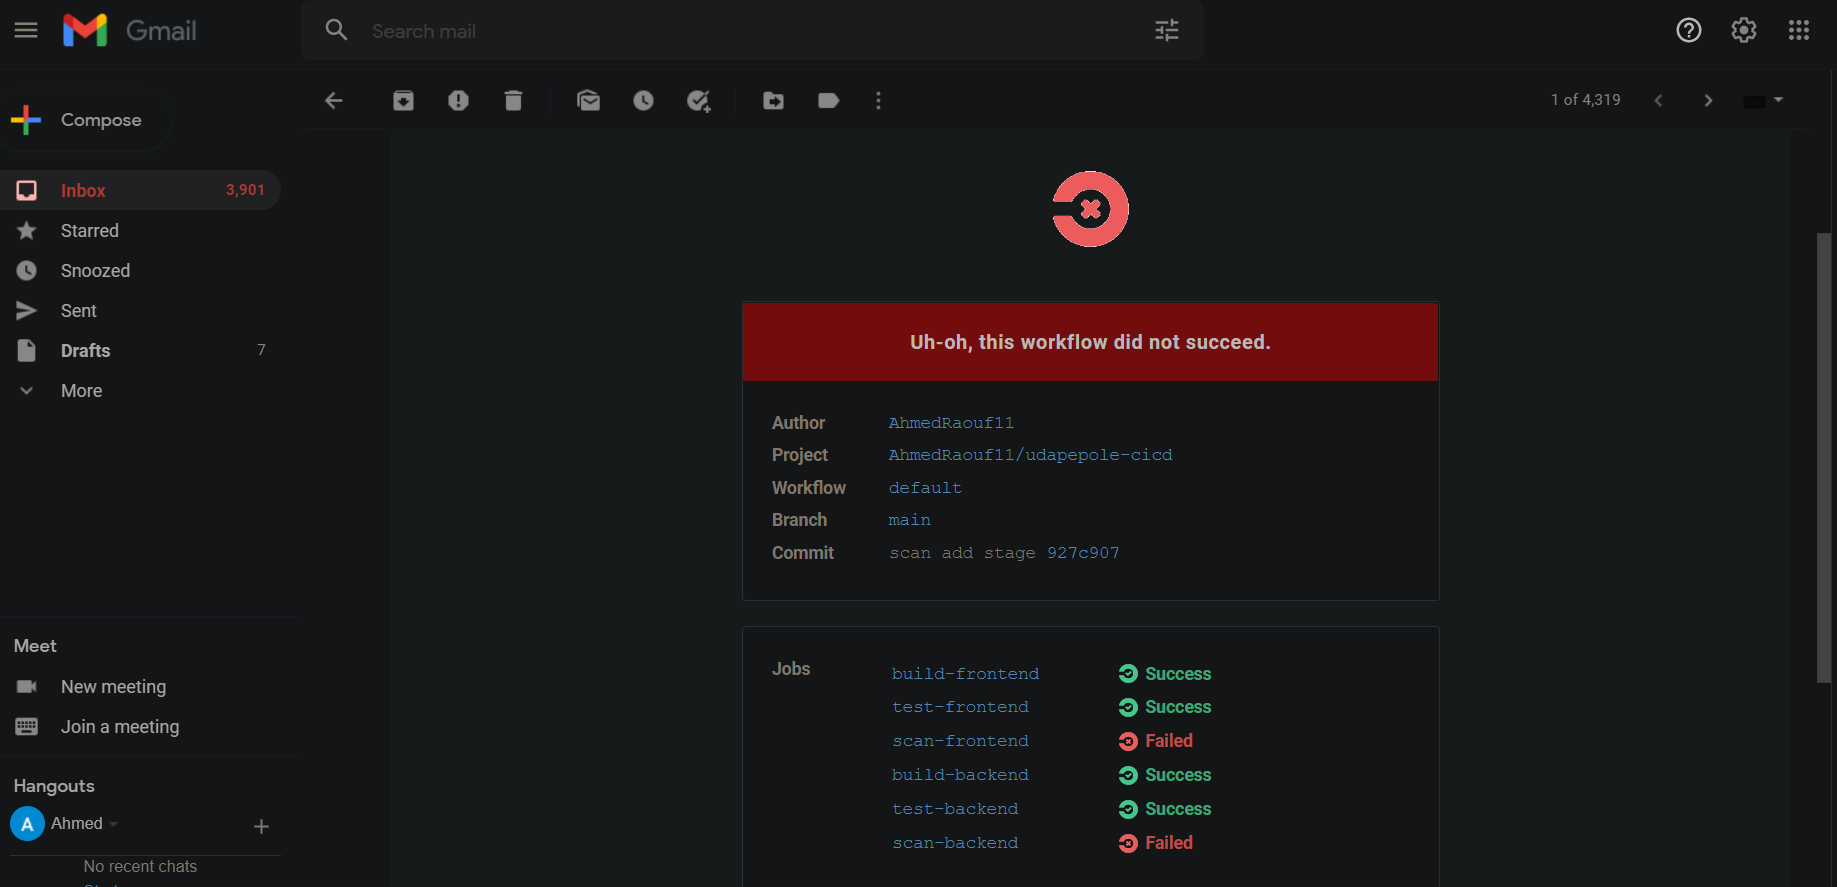 Gmail
Search mail
Compose
1 of 4,319
Inbox 3,901
Starred
Snoozed
Sent
Drafts 7
More
Uh-oh, this workflow did not succeed.
Author AhmedRaouf11
Project AhmedRaouf11/udapepole-cicd
Workflow default
Branch main
Commit scan add stage 927c907
Jobs
build-frontend Success
test-frontend Success
scan-frontend Failed
build-backend Success
test-backend Success
scan-backend Failed
Meet
New meeting
Join a meeting
Hangouts
A Ahmed
No recent chats